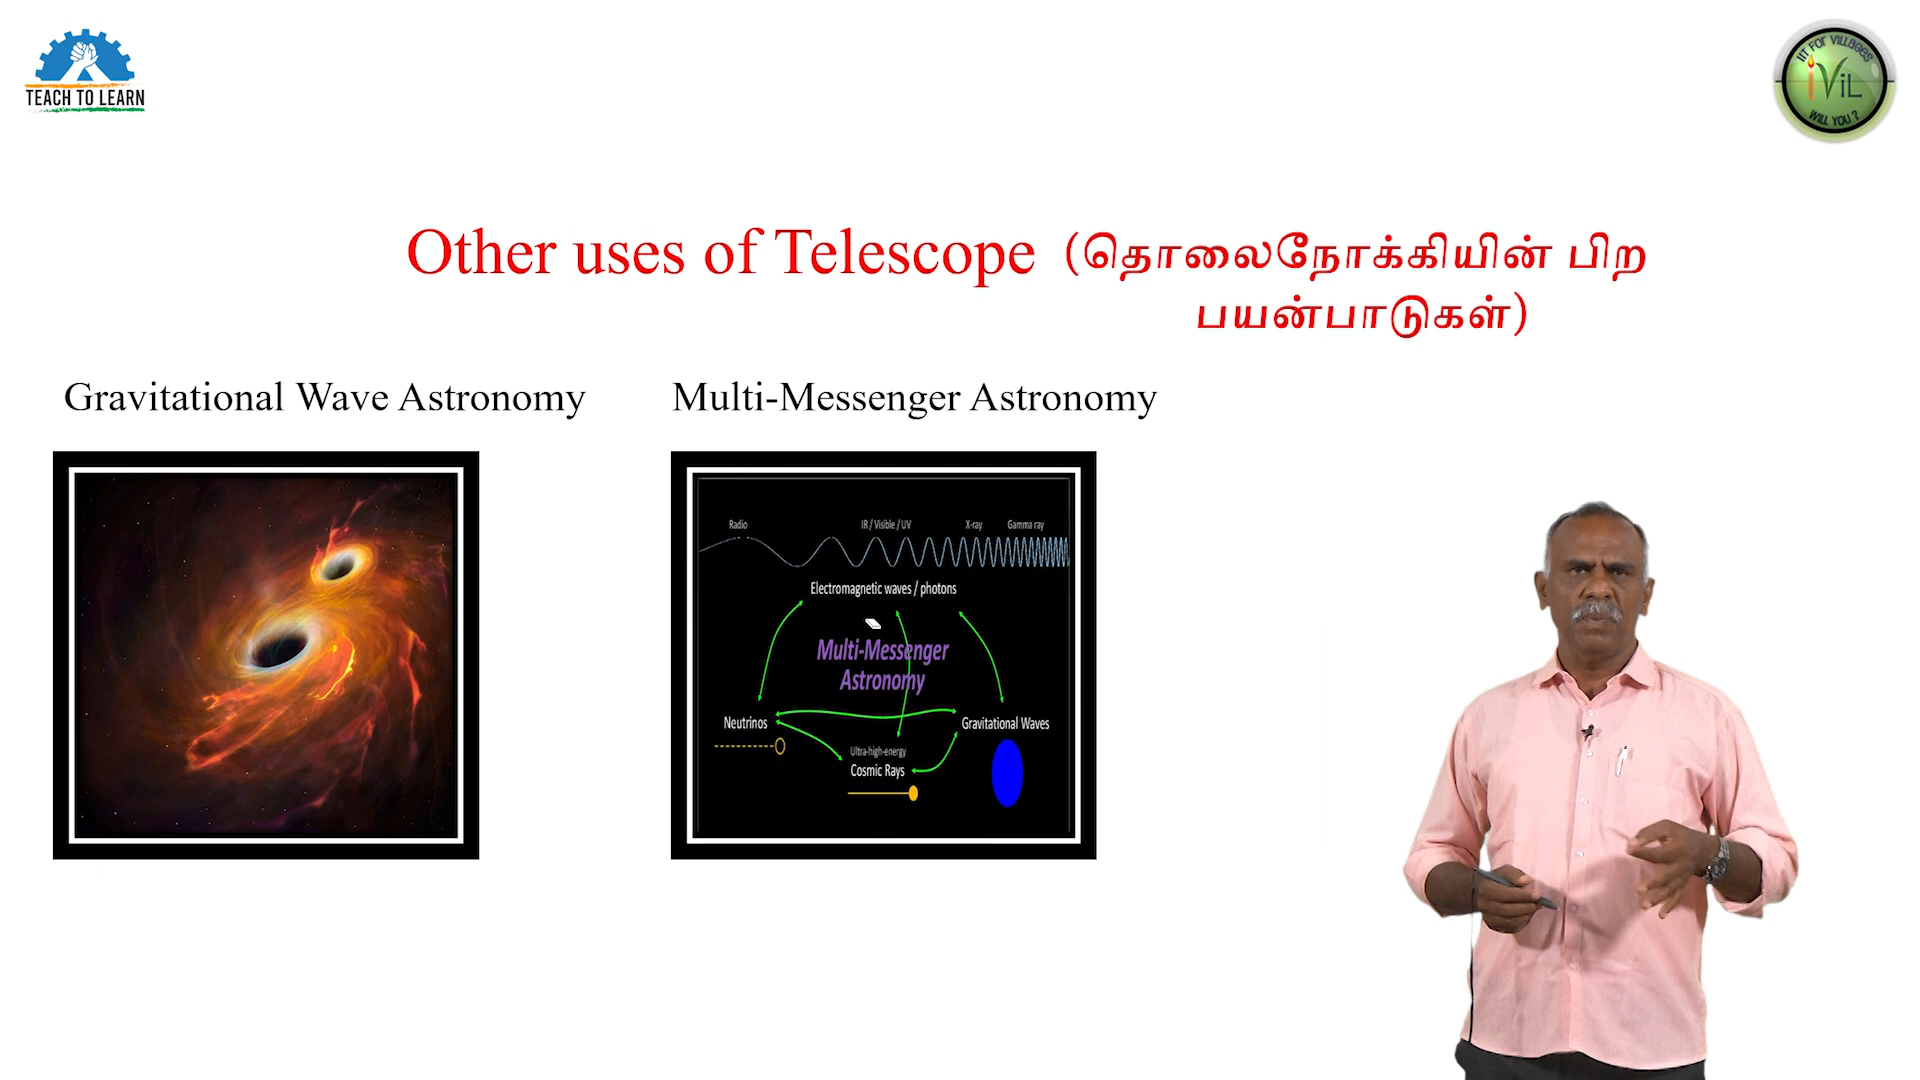 TEACH TO LEARN
IIT FOR VILLAGES
iViL
WILL YOU ?
Other uses of Telescope (தொலைநோக்கியின் பிற
பயன்பாடுகள்)
Gravitational Wave Astronomy
Multi-Messenger Astronomy
Radio
IR / Visible / UV
X-ray
Gamma ray
Electromagnetic waves / photons
Multi-Messenger
Astronomy
Neutrinos
Gravitational Waves
Ultra-high-energy
Cosmic Rays